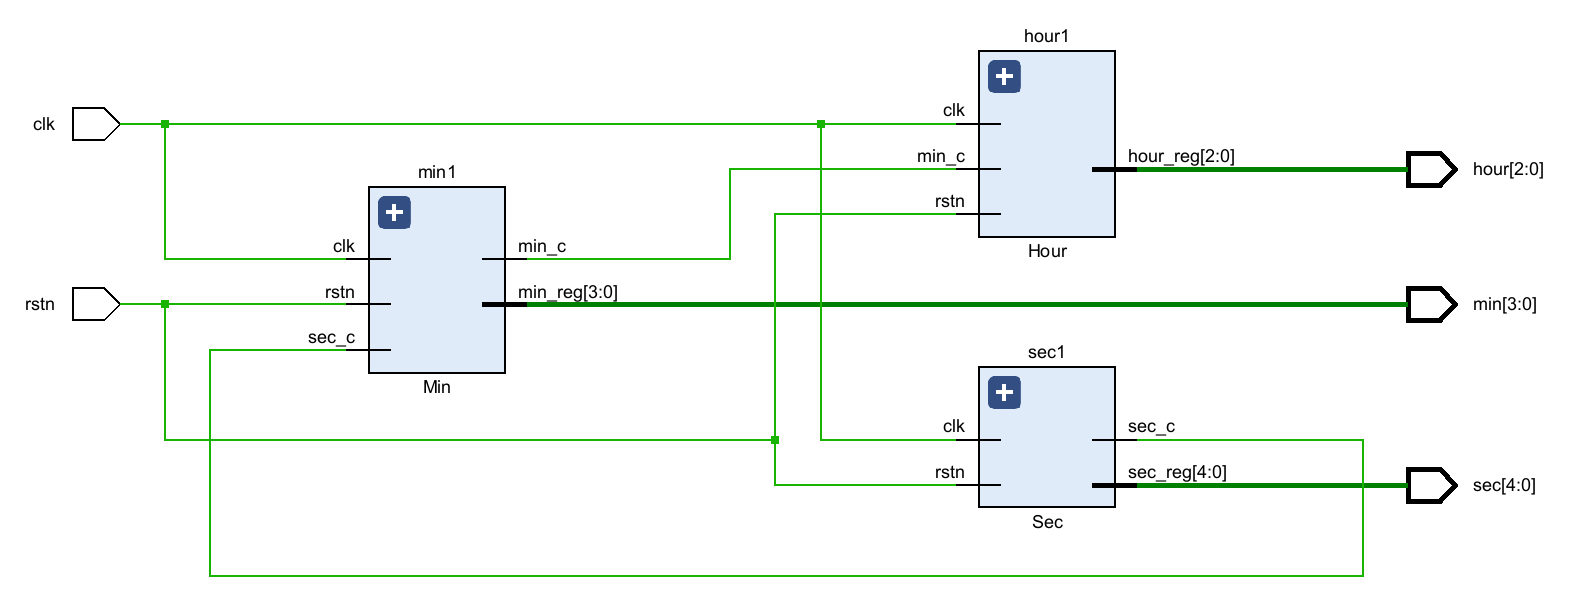 hour1
clk
clk
min_c
hour_reg[2:0]
hour[2:0]
min1
rstn
clk
min_c
Hour
rstn
rstn
min_reg[3:0]
min[3:0]
sec_c
sec1
Min
clk
sec_c
rstn
sec_reg[4:0]
sec[4:0]
Sec